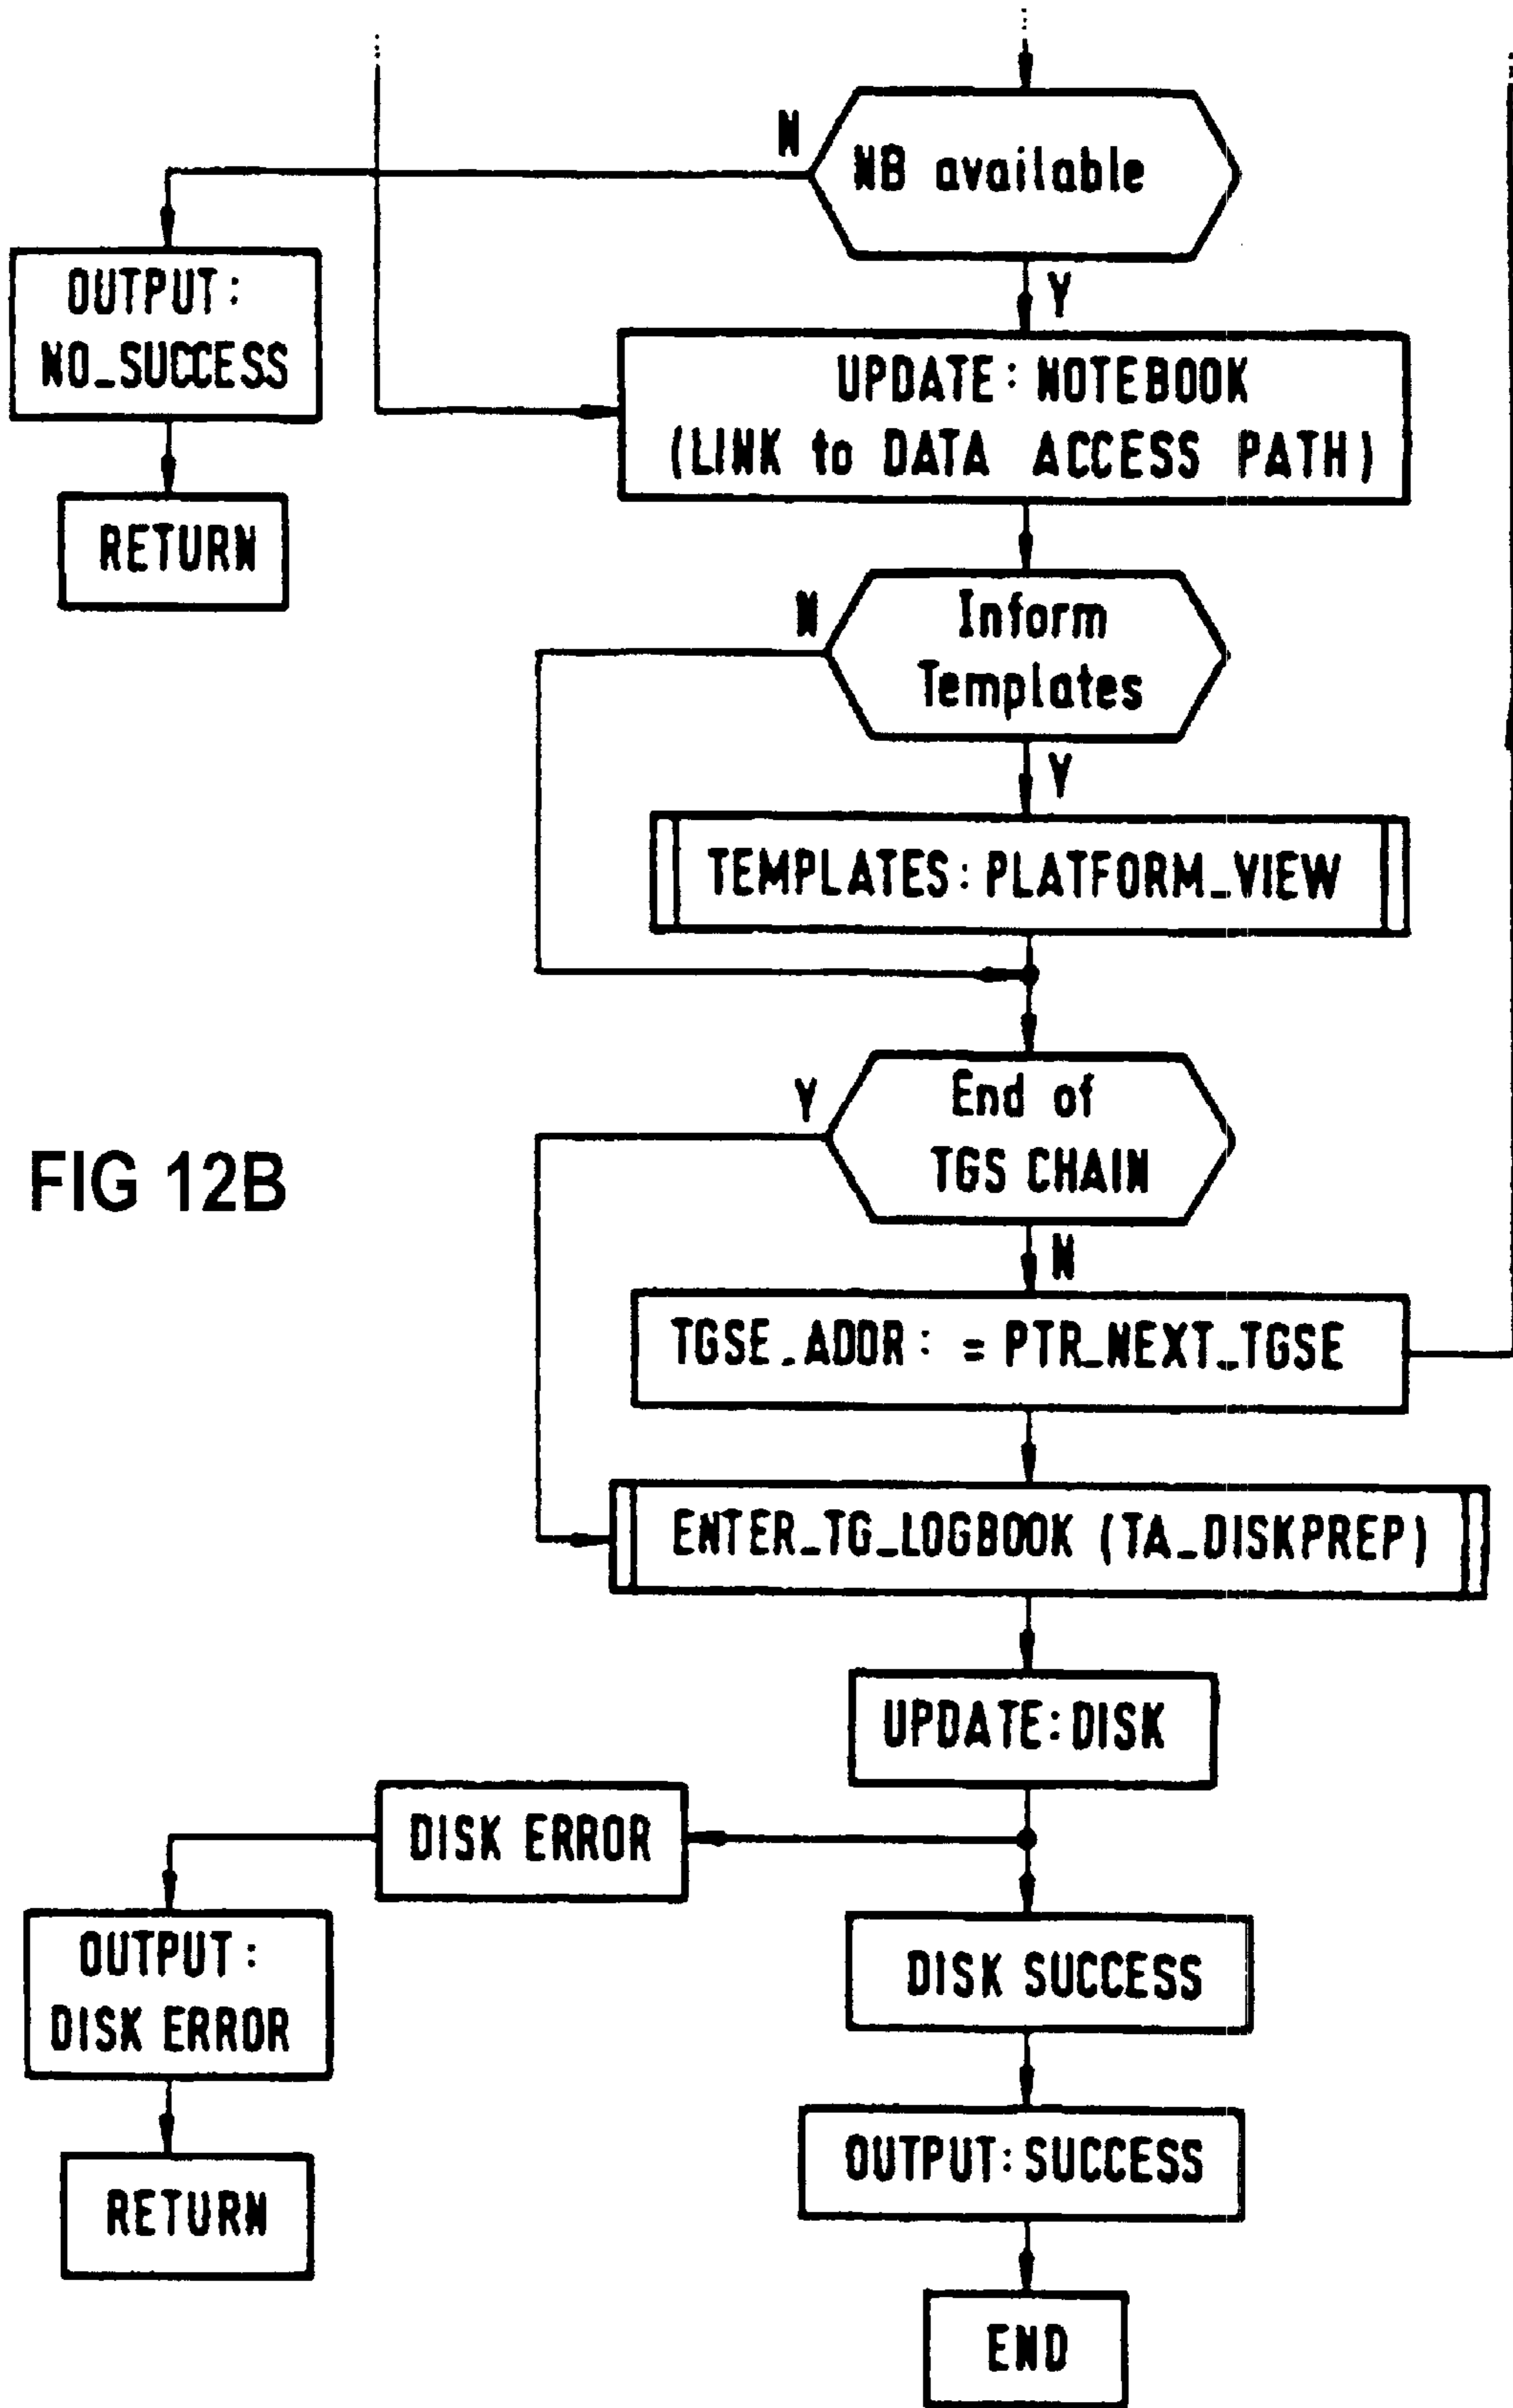 N
NB available
OUTPUT:
NO_SUCCESS
Y
UPDATE: NOTEBOOK
(LINK to DATA ACCESS PATH)
RETURN
N
Inform
Templates
Y
TEMPLATES: PLATFORM_VIEW
Y
End of
TGS CHAIN
FIG 12B
N
TGSE_ADDR: = PTR_NEXT_TGSE
ENTER_TG_LOGBOOK (TA_DISKPREP)
UPDATE: DISK
DISK ERROR
OUTPUT:
DISK ERROR
DISK SUCCESS
RETURN
OUTPUT: SUCCESS
END